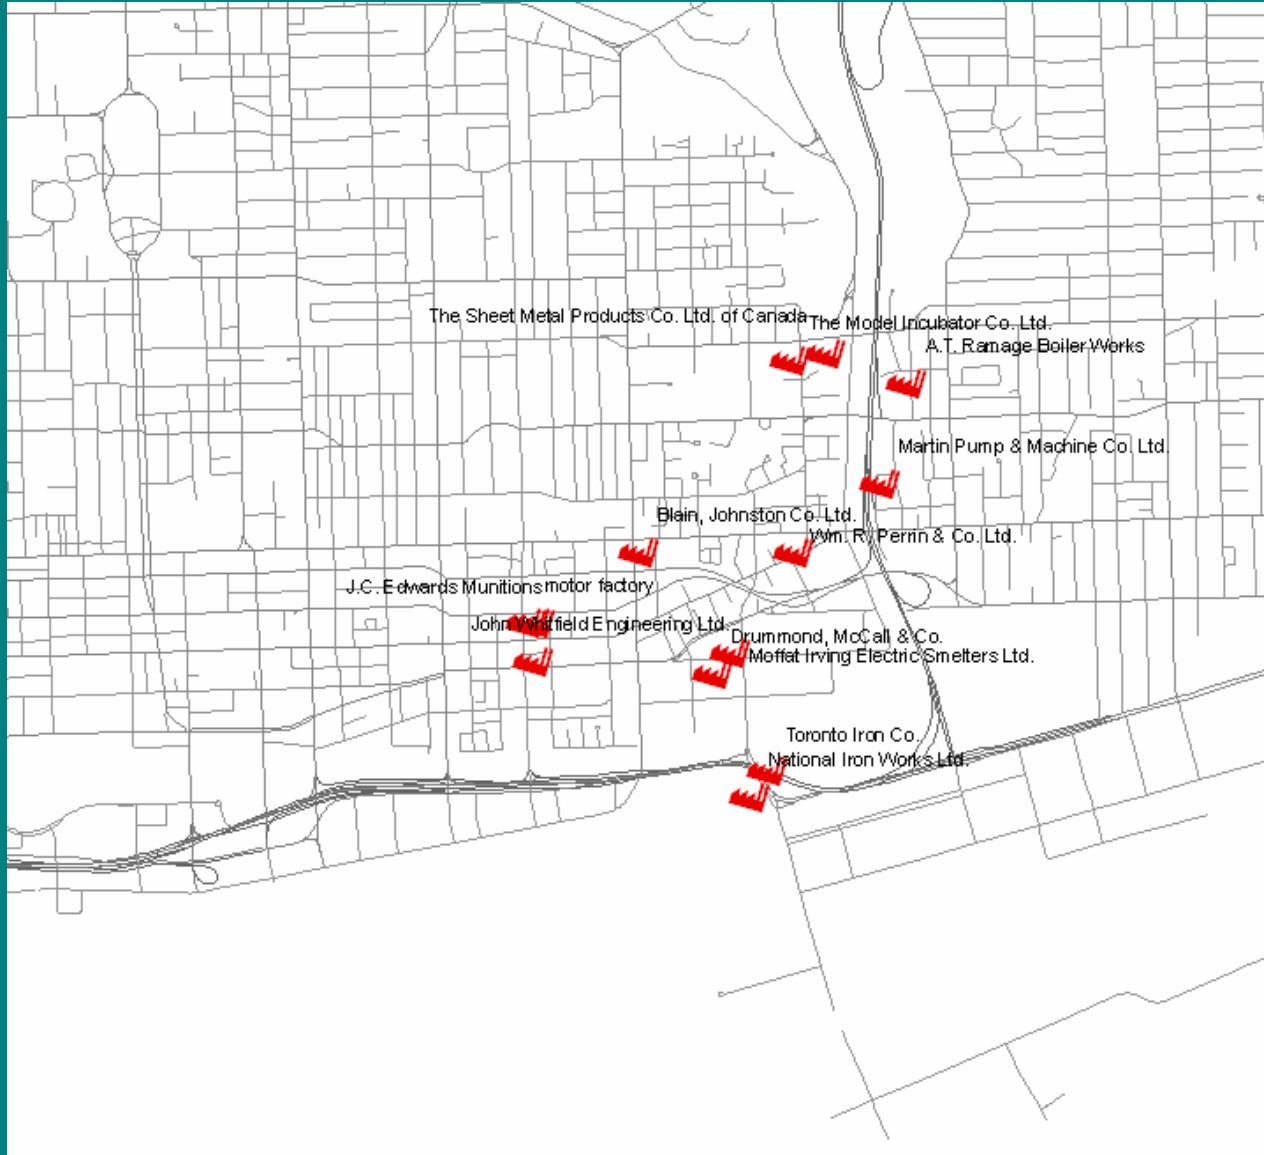 The Sheet Metal Products Co. Ltd. of Canada
The Model Incubator Co. Ltd.
A.T. Ramage Boiler Works
Martin Pump & Machine Co. Ltd.
Blain, Johnston Co. Ltd.
Wm. R. Perrin & Co. Ltd.
J.C. Edwards Munitions
motor factory
John Whitfield Engineering Ltd.
Drummond, McCall & Co.
Moffat Irving Electric Smelters Ltd.
Toronto Iron Co.
National Iron Works Ltd.